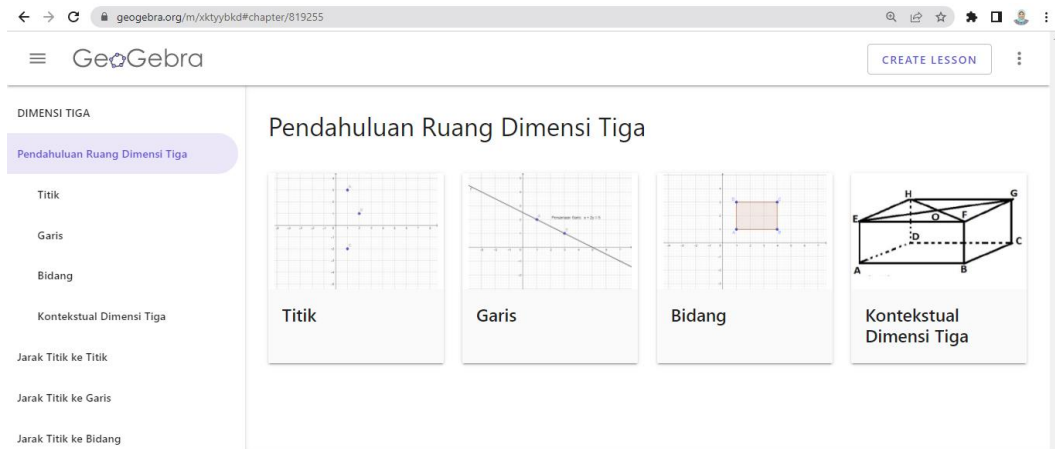 geogebra.org/m/xktyybkd#chapter/819255
GeoGebra
CREATE LESSON
DIMENSI TIGA
Pendahuluan Ruang Dimensi Tiga
Titik
Garis
Bidang
Kontekstual Dimensi Tiga
Jarak Titik ke Titik
Jarak Titik ke Garis
Jarak Titik ke Bidang
Pendahuluan Ruang Dimensi Tiga
H
G
E
O
F
D
C
A
B
Titik
Garis
Bidang
Kontekstual
Dimensi Tiga